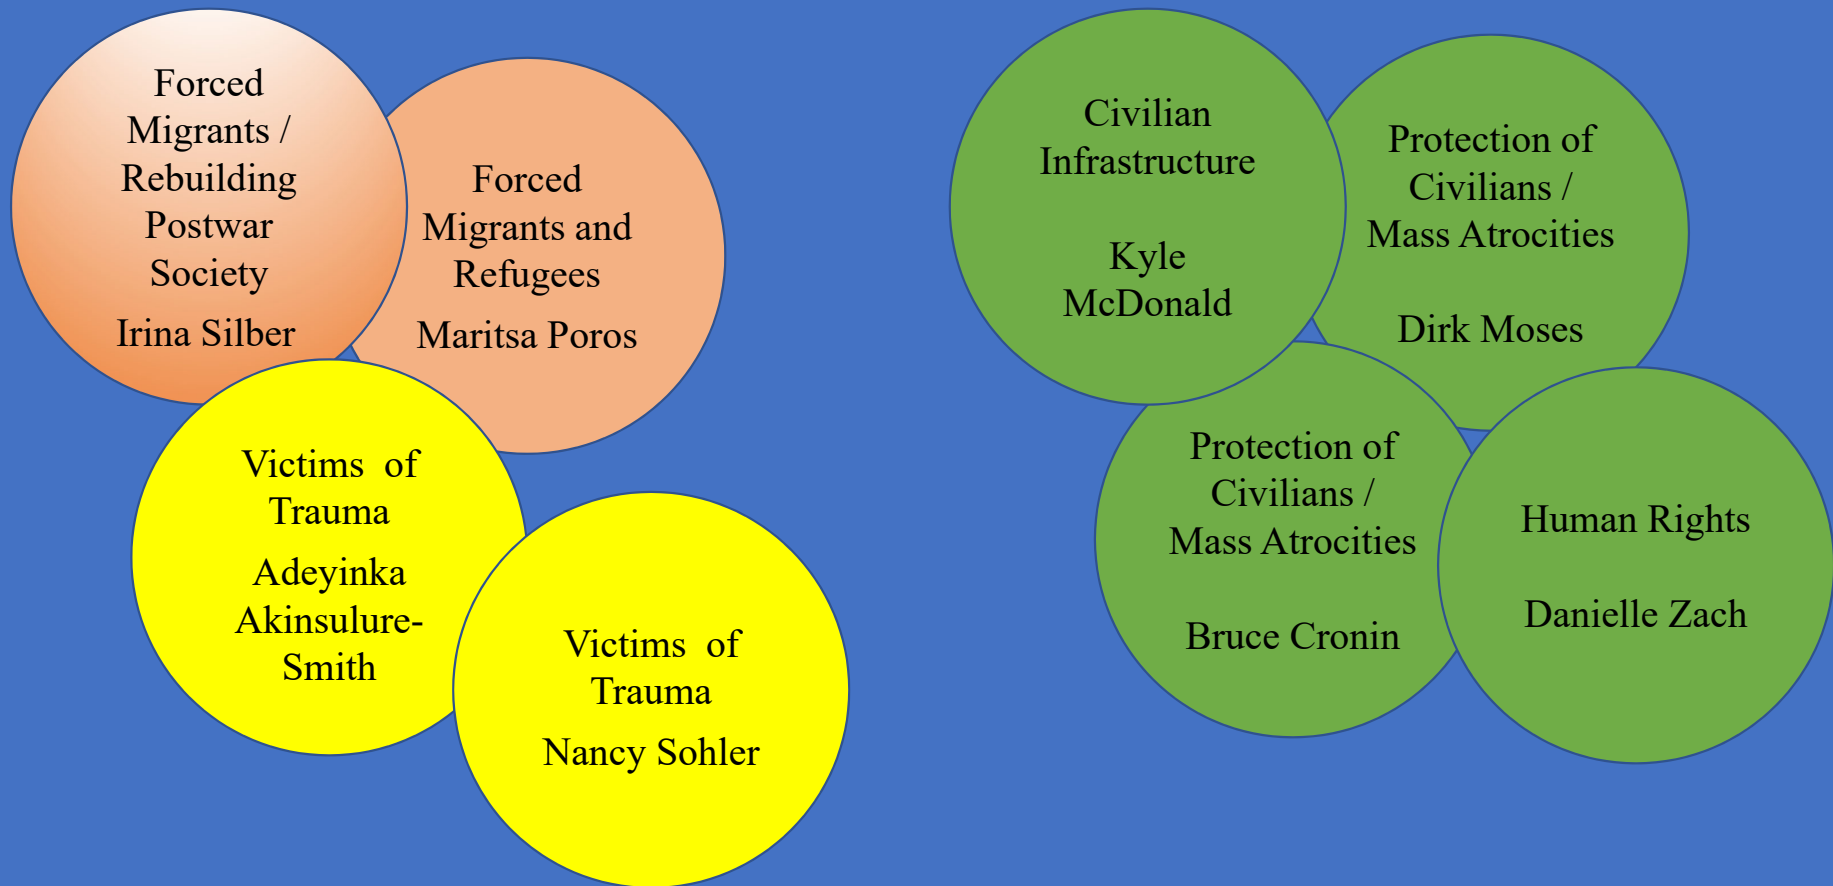 Forced
Migrants /
Rebuilding
Postwar
Society
Irina Silber
Forced
Migrants and
Refugees
Maritsa Poros
Victims  of
Trauma
Adeyinka
Akinsulure-
Smith
Victims  of
Trauma
Nancy Sohler
Civilian
Infrastructure
Kyle
McDonald
Protection of
Civilians /
Mass Atrocities
Dirk Moses
Protection of
Civilians /
Mass Atrocities
Bruce Cronin
Human Rights
Danielle Zach